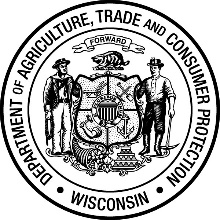 DEPARTMENT OF AGRICULTURE, TRADE AND CONSUMER PROTECTION
• WISCONSIN •
FORWARD